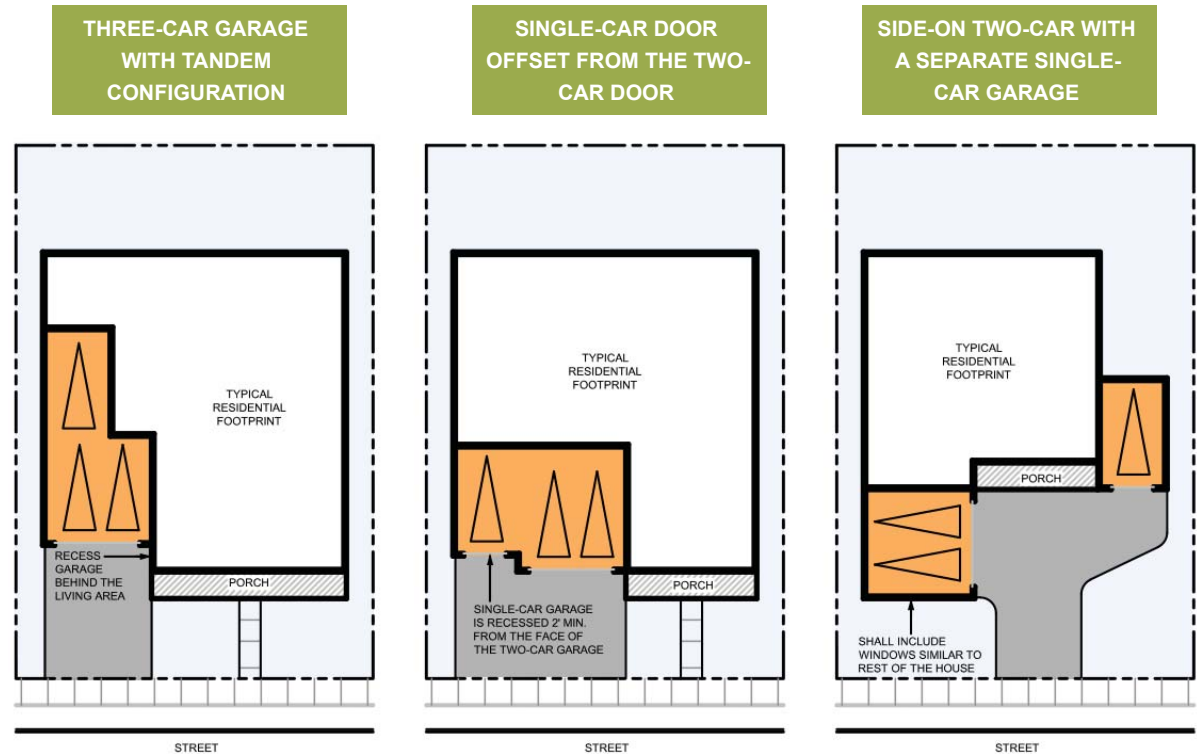 THREE-CAR GARAGE
WITH TANDEM
CONFIGURATION
TYPICAL
RESIDENTIAL
FOOTPRINT
RECESS
GARAGE
BEHIND THE
LIVING AREA
PORCH
STREET
SINGLE-CAR DOOR
OFFSET FROM THE TWO-
CAR DOOR
TYPICAL
RESIDENTIAL
FOOTPRINT
PORCH
SINGLE-CAR GARAGE
IS RECESSED 2' MIN.
FROM THE FACE OF
THE TWO-CAR GARAGE
STREET
SIDE-ON TWO-CAR WITH
A SEPARATE SINGLE-
CAR GARAGE
TYPICAL
RESIDENTIAL
FOOTPRINT
PORCH
SHALL INCLUDE
WINDOWS SIMILAR TO
REST OF THE HOUSE
STREET